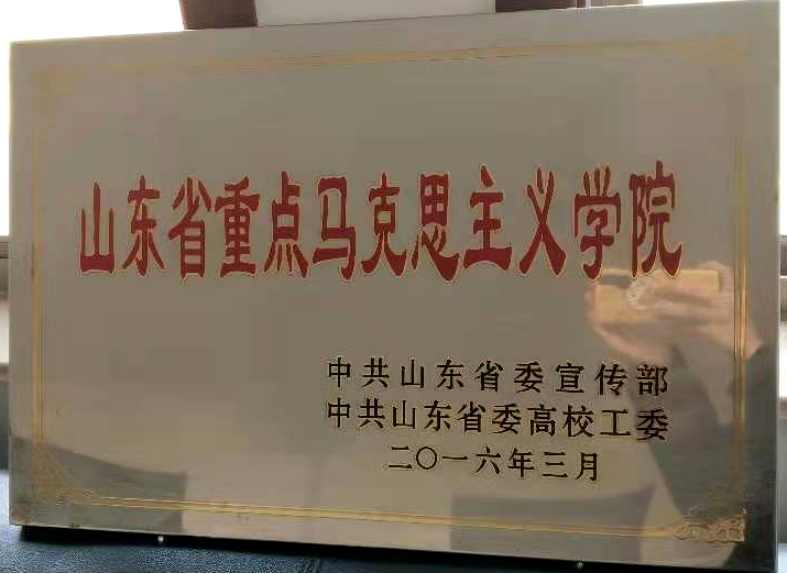 山东省重点马克思主义学院
中共山东省委宣传部
中共山东省委高校工委
二〇一六年三月